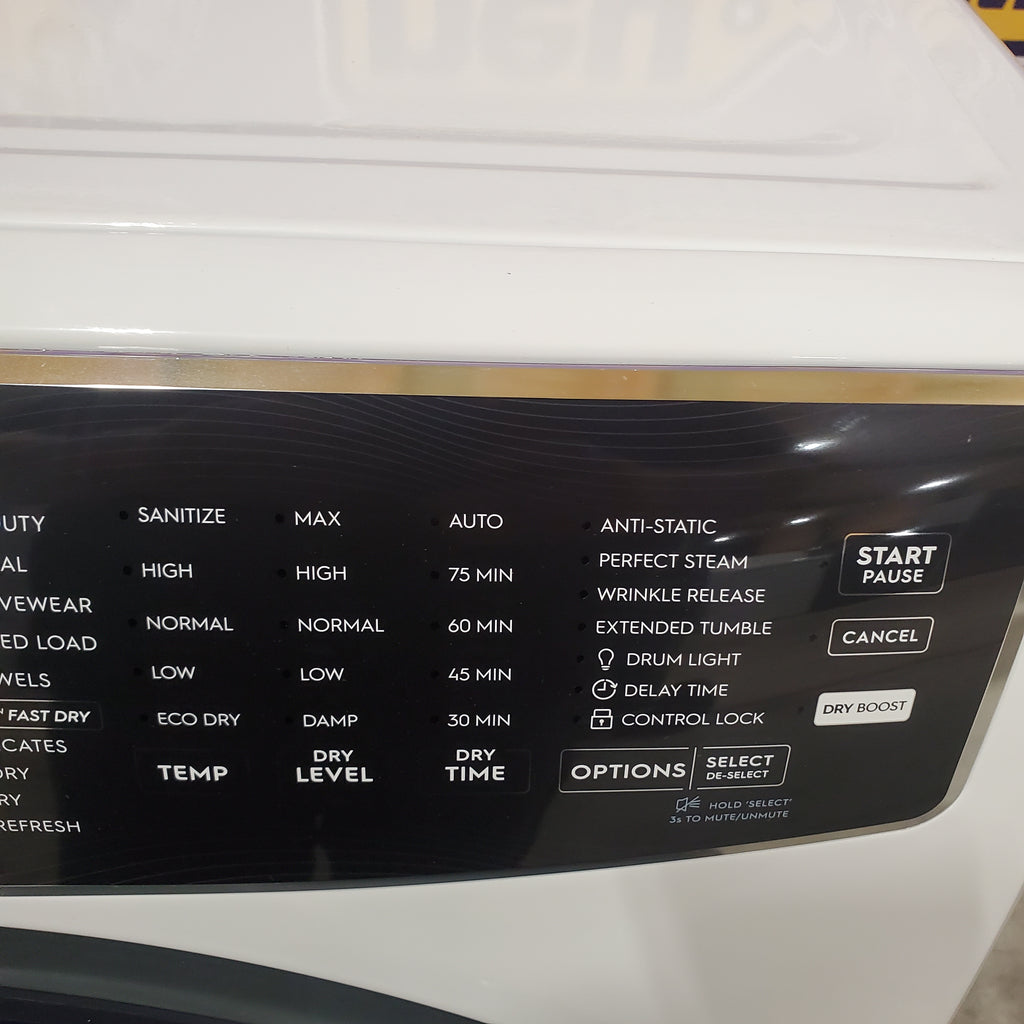 UTY
AL
VEWEAR
ED LOAD
WELS
FAST DRY
CATES
DRY
RY
REFRESH
SANITIZE
HIGH
NORMAL
LOW
ECO DRY
TEMP
MAX
HIGH
NORMAL
LOW
DAMP
DRY
LEVEL
AUTO
75 MIN
60 MIN
45 MIN
30 MIN
DRY
TIME
ANTI-STATIC
PERFECT STEAM
WRINKLE RELEASE
EXTENDED TUMBLE
DRUM LIGHT
DELAY TIME
CONTROL LOCK
OPTIONS
SELECT
DE-SELECT
HOLD 'SELECT'
3s TO MUTE/UNMUTE
START
PAUSE
CANCEL
DRY BOOST